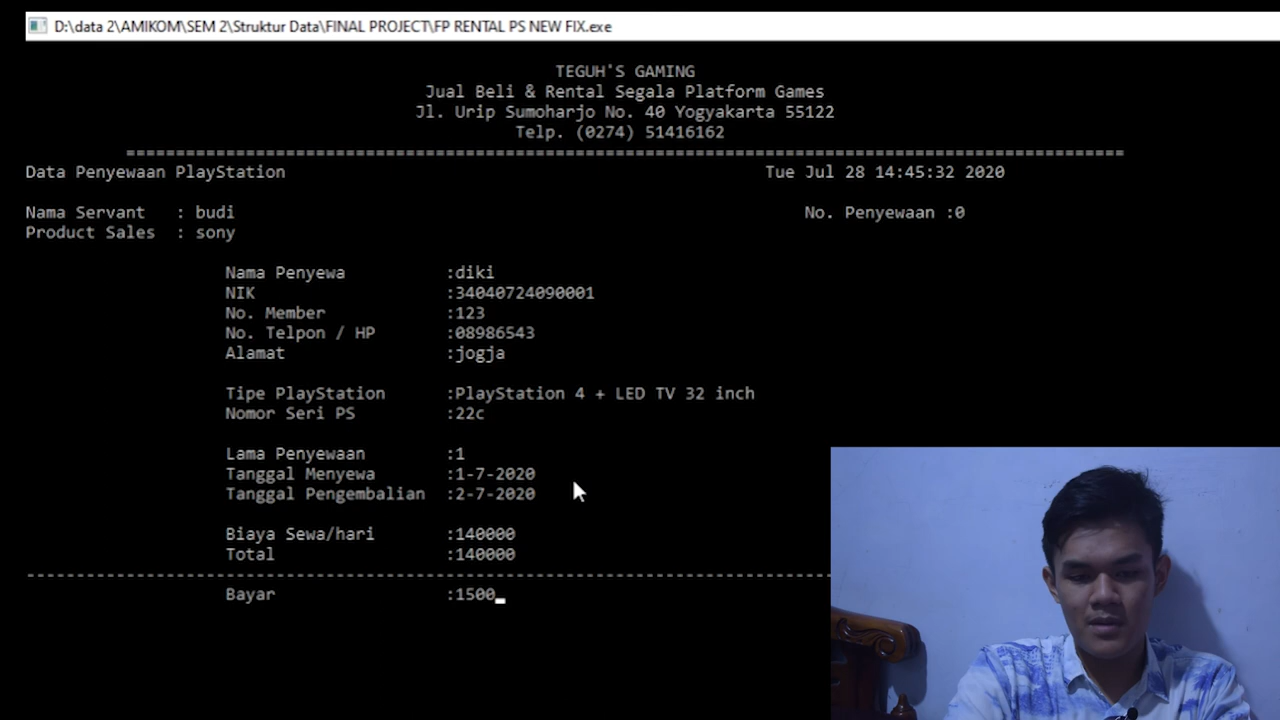 D:\data 2\AMIKOM\SEM 2\Struktur Data\FINAL PROJECT\FP RENTAL PS NEW FIX.exe
TEGUH'S GAMING
Jual Beli & Rental Segala Platform Games
Jl. Urip Sumoharjo No. 40 Yogyakarta 55122
Telp. (0274) 51416162
Data Penyewaan PlayStation Tue Jul 28 14:45:32 2020
Nama Servant : budi No. Penyewaan :0
Product Sales : sony
Nama Penyewa :diki
NIK :34040724090001
No. Member :123
No. Telpon / HP :08986543
Alamat :jogja
Tipe PlayStation :PlayStation 4 + LED TV 32 inch
Nomor Seri PS :22c
Lama Penyewaan :1
Tanggal Menyewa :1-7-2020
Tanggal Pengembalian :2-7-2020
Biaya Sewa/hari :140000
Total :140000
Bayar :1500